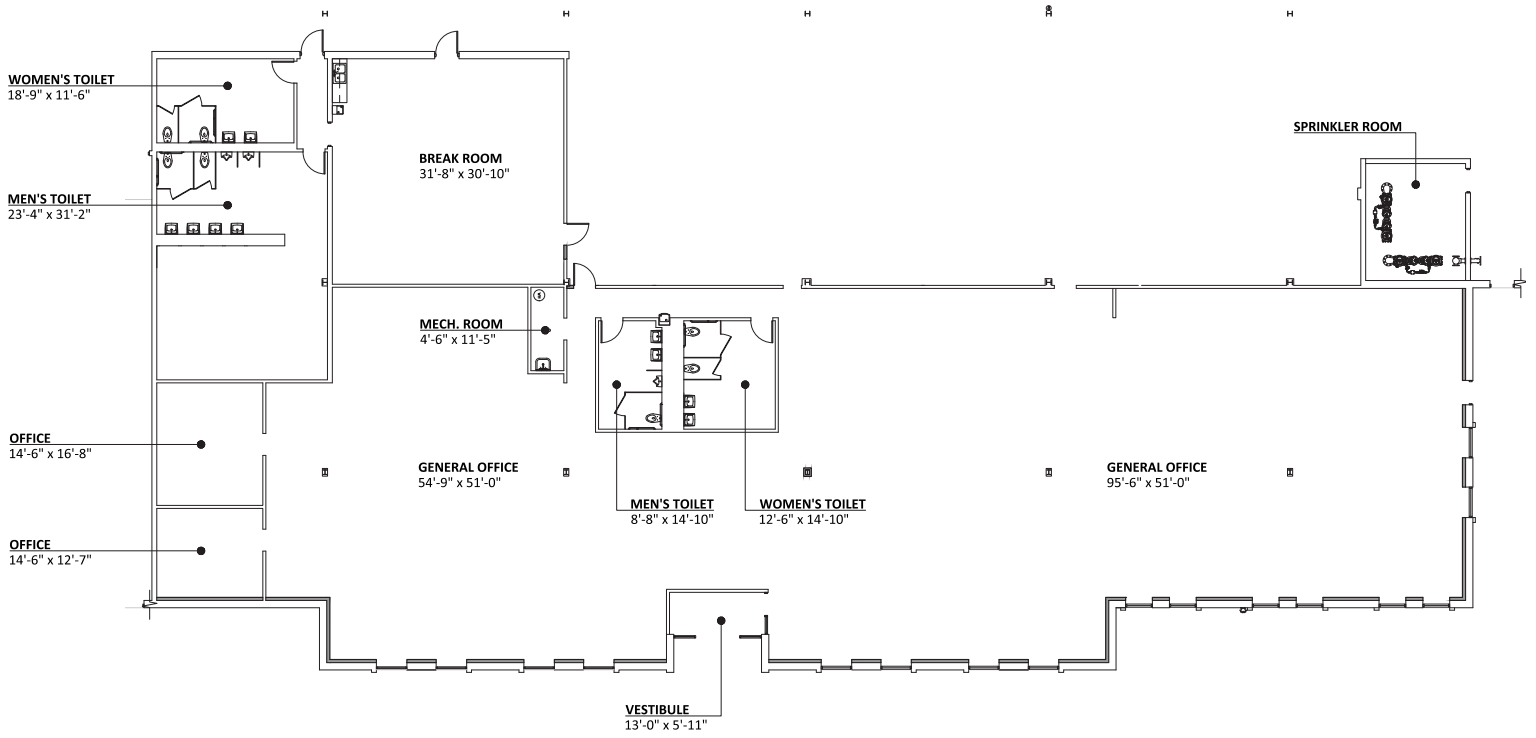 WOMEN'S TOILET
18'-9" x 11'-6"
SPRINKLER ROOM
BREAK ROOM
31'-8" x 30'-10"
MEN'S TOILET
23'-4" x 31'-2"
MECH. ROOM
4'-6" x 11'-5"
OFFICE
14'-6" x 16'-8"
GENERAL OFFICE
54'-9" x 51'-0"
GENERAL OFFICE
95'-6" x 51'-0"
MEN'S TOILET
8'-8" x 14'-10"
WOMEN'S TOILET
12'-6" x 14'-10"
OFFICE
14'-6" x 12'-7"
VESTIBULE
13'-0" x 5'-11"